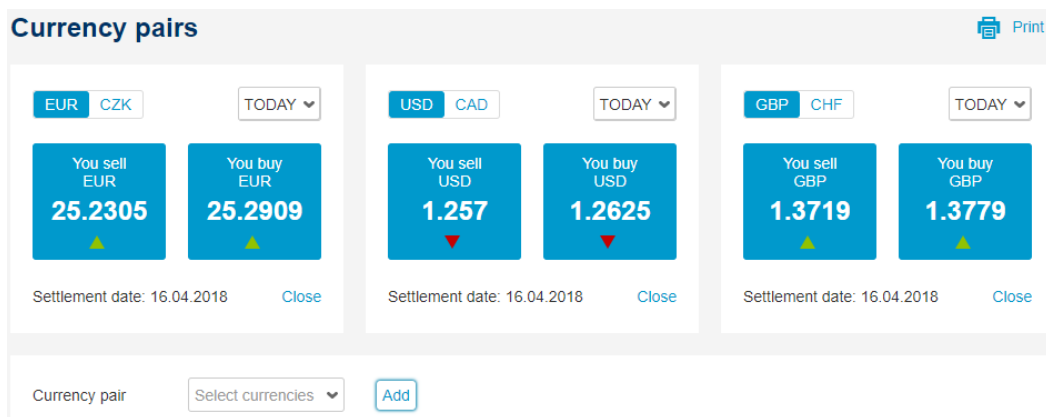 Currency pairs
Print
EUR CZK TODAY
You sell EUR 25.2305
You buy EUR 25.2909
Settlement date: 16.04.2018 Close
USD CAD TODAY
You sell USD 1.257
You buy USD 1.2625
Settlement date: 16.04.2018 Close
GBP CHF TODAY
You sell GBP 1.3719
You buy GBP 1.3779
Settlement date: 16.04.2018 Close
Currency pair Select currencies Add